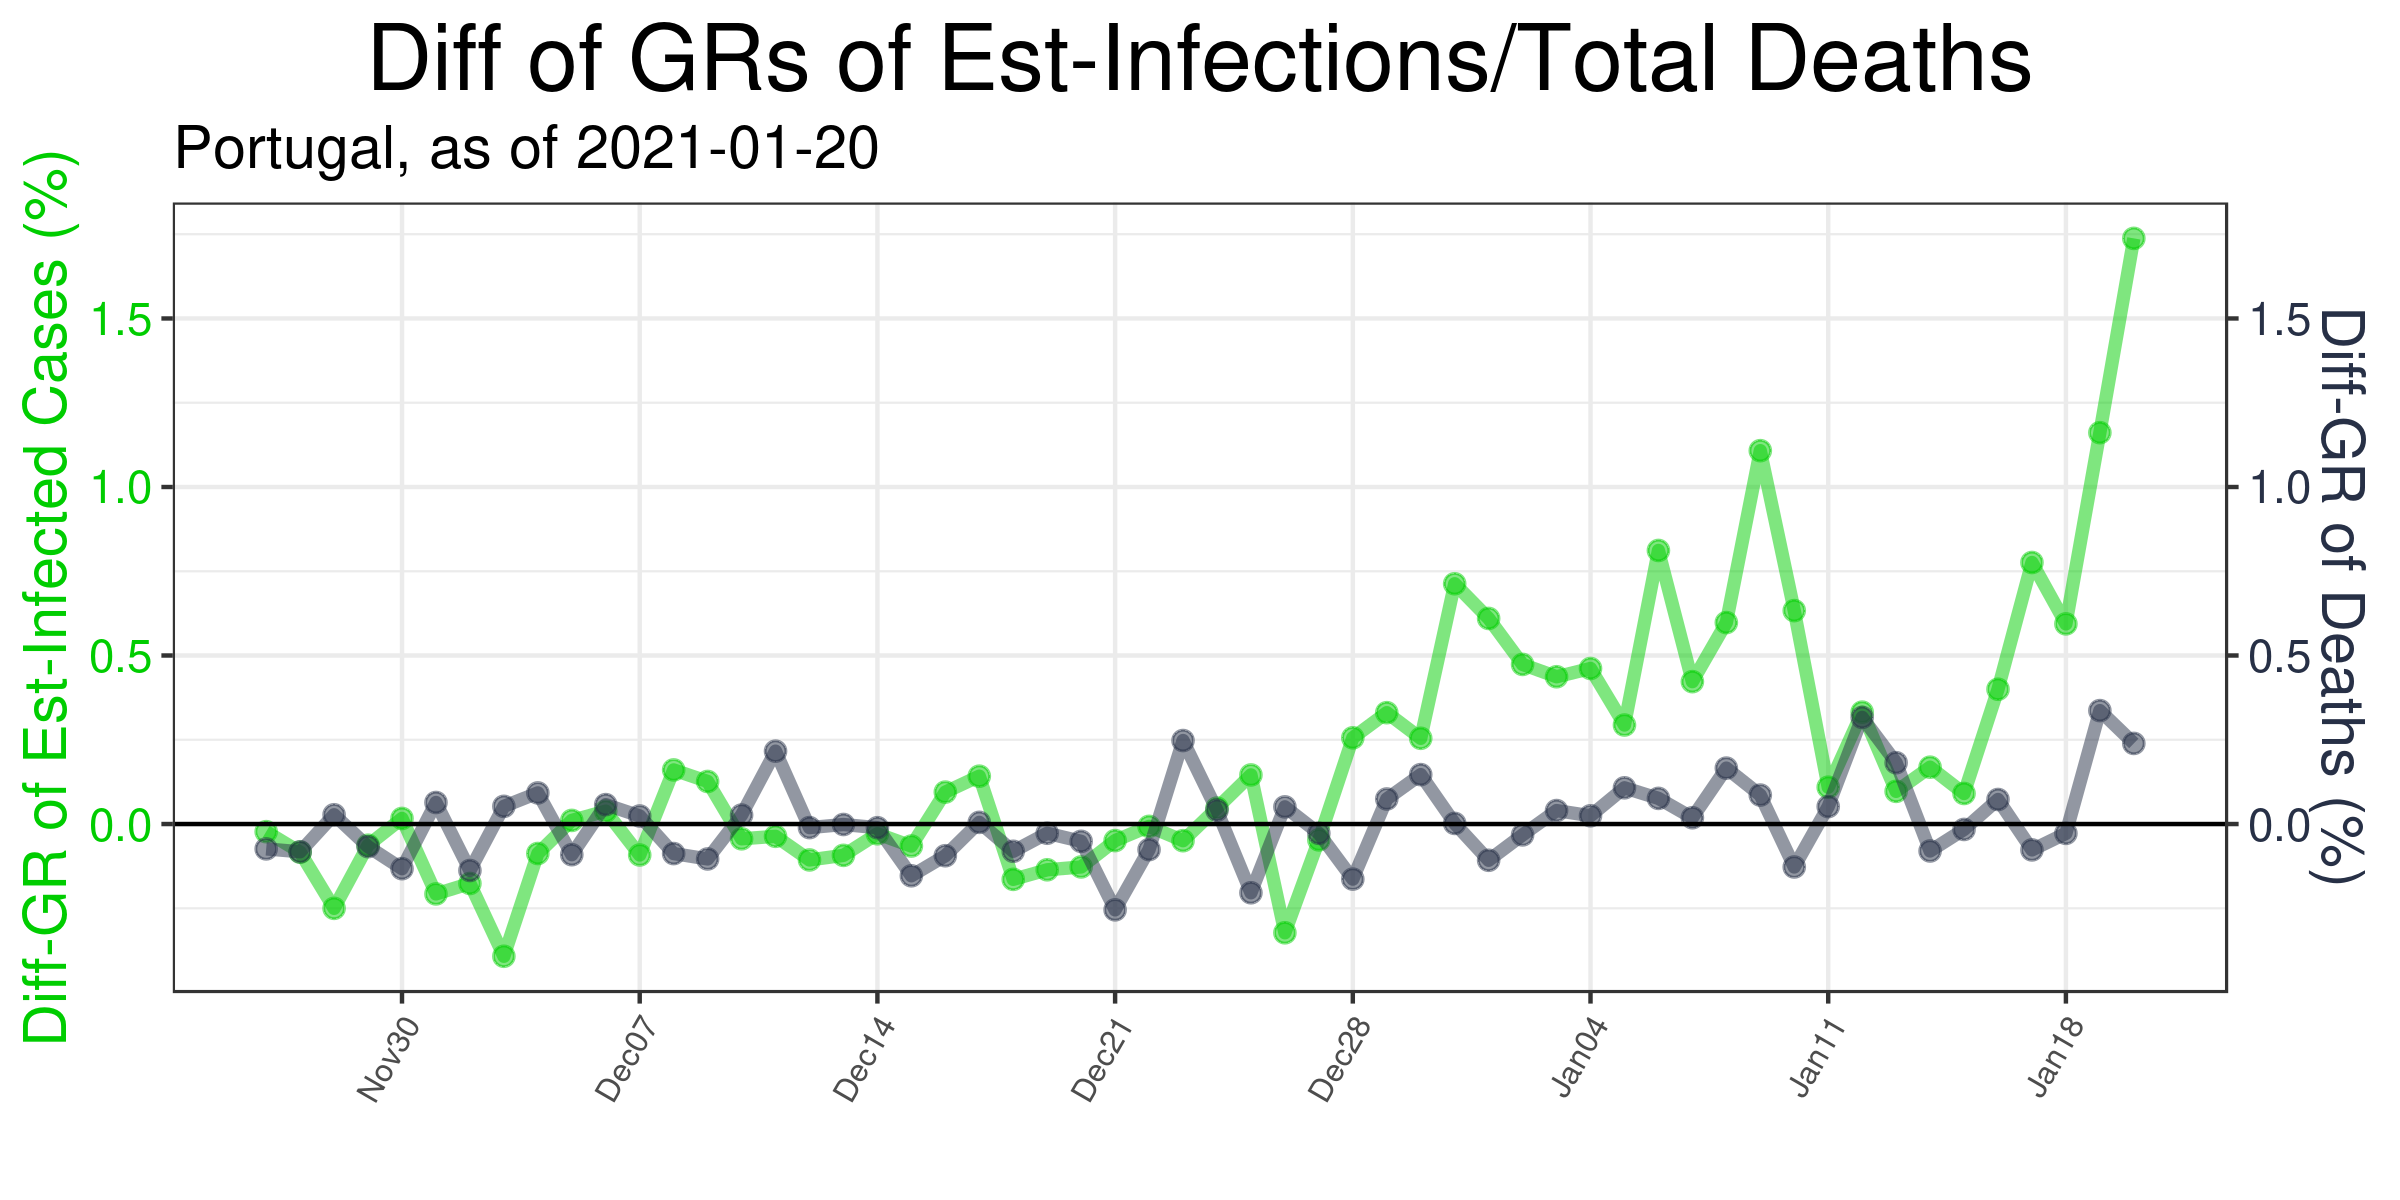 Diff of GRs of Est-Infections/Total Deaths
Portugal, as of 2021-01-20
Diff-GR of Est-Infected Cases (%)
1.5
1.0
0.5
0.0
1.5
1.0
0.5
0.0
Diff-GR of Deaths (%)
Nov30
Dec07
Dec14
Dec21
Dec28
Jan04
Jan11
Jan18